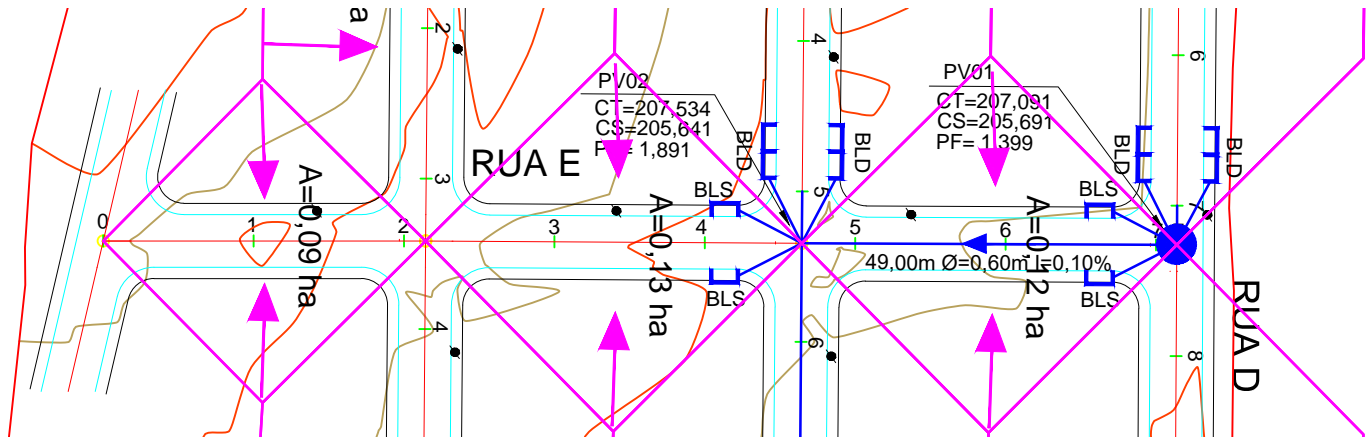 a
2
4
6
PV02
CT=207,534
CS=205,641
1,891
PV01
CT=207,091
CS=205,691
PF= 1,399
RUA E
3
BLD
BLD
BLD
BLD
BLS
BLS
5
7
0
1
2
3
4
5
6
A=0,09 ha
A=0,13 ha
A=0,12 ha
49,00m Ø=0,60m I=0,10%
BLS
BLS
4
6
8
RUA D